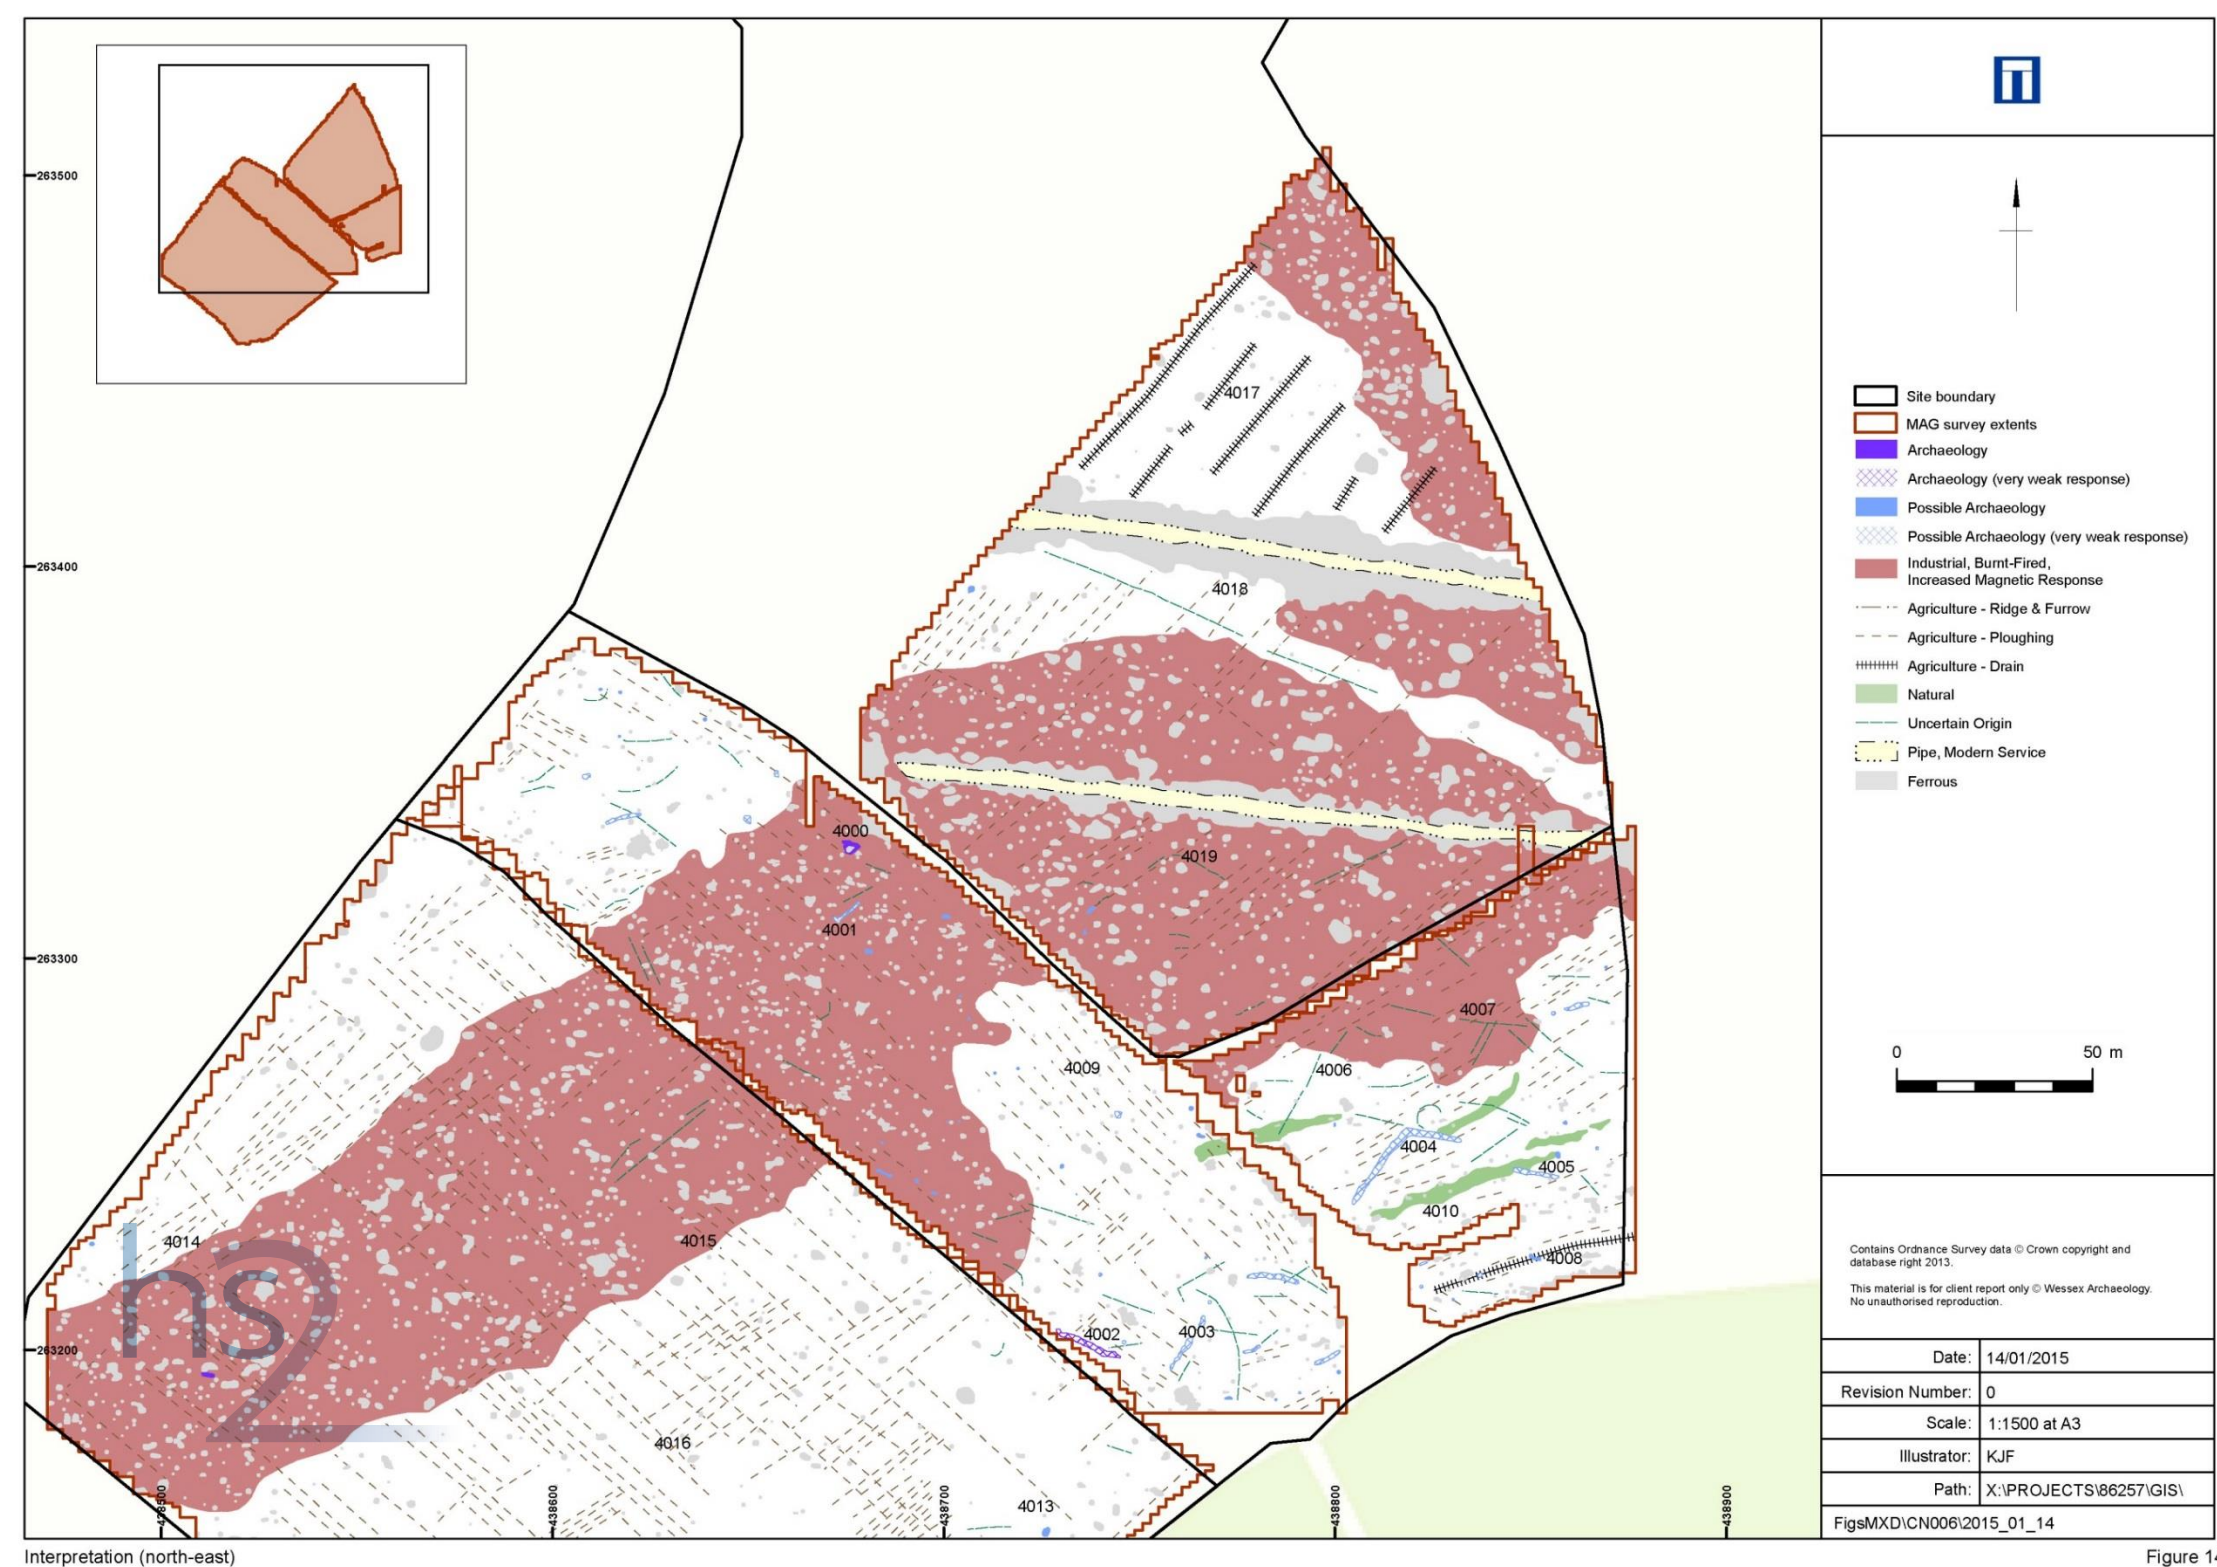 263500
263400
263300
263200
438500
438600
438700
438800
438900
4017
4018
4000
4019
4001
4007
4009
4006
4004
4005
4010
4014
4015
4008
4002
4003
4016
4013
hs2
Site boundary
MAG survey extents
Archaeology
Archaeology (very weak response)
Possible Archaeology
Possible Archaeology (very weak response)
Industrial, Burnt-Fired,
Increased Magnetic Response
Agriculture - Ridge & Furrow
Agriculture - Ploughing
Agriculture - Drain
Natural
Uncertain Origin
Pipe, Modern Service
Ferrous
0 50 m
Contains Ordnance Survey data © Crown copyright and
database right 2013.
This material is for client report only © Wessex Archaeology.
No unauthorised reproduction.
Date: 14/01/2015
Revision Number: 0
Scale: 1:1500 at A3
Illustrator: KJF
Path: X:\PROJECTS\86257\GIS\
FigsMXD\CN006\2015_01_14
Interpretation (north-east)
Figure 14